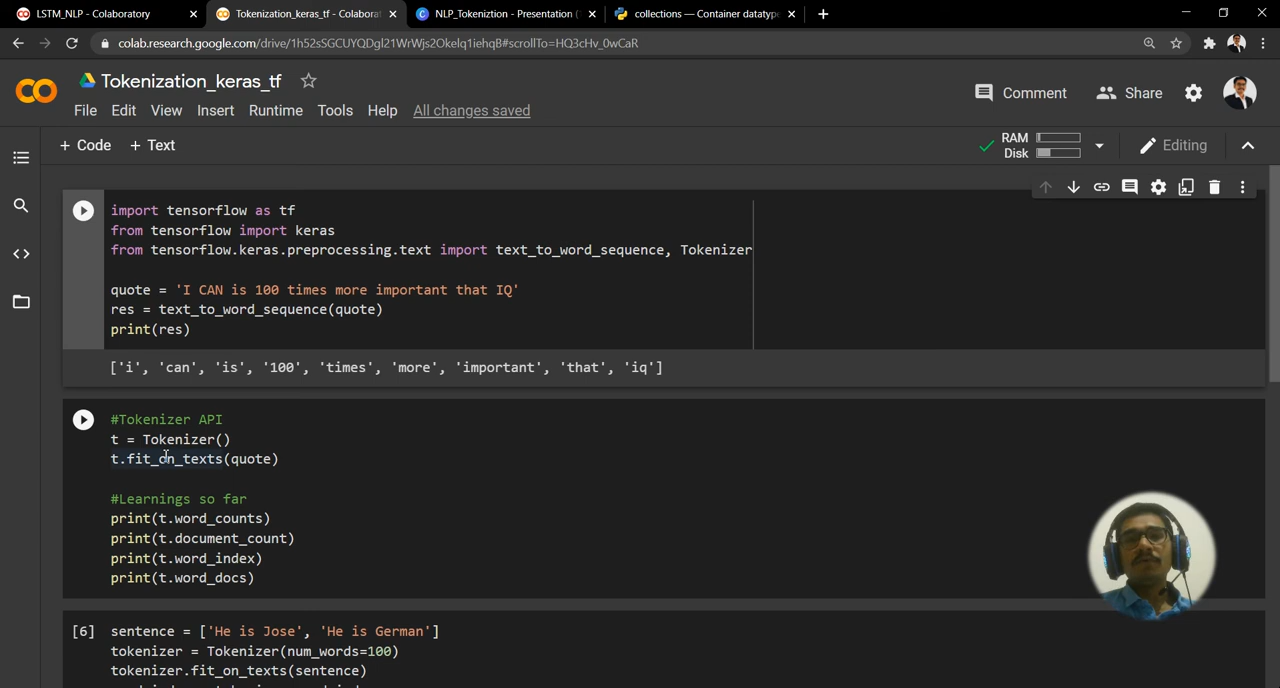 LSTM_NLP - Colaboratory
Tokenization_keras_tf - Colaborat
NLP_Tokeniztion - Presentation (
collections — Container datatype
colab.research.google.com/drive/1h52sSGCUYQDgl21WrWjs2Okelq1iehqB#scrollTo=HQ3cHv_0wCaR
Tokenization_keras_tf
Comment
Share
File Edit View Insert Runtime Tools Help All changes saved
+ Code + Text
RAM
Disk
Editing
import tensorflow as tf
from tensorflow import keras
from tensorflow.keras.preprocessing.text import text_to_word_sequence, Tokenizer
quote = 'I CAN is 100 times more important that IQ'
res = text_to_word_sequence(quote)
print(res)
['i', 'can', 'is', '100', 'times', 'more', 'important', 'that', 'iq']
#Tokenizer API
t = Tokenizer()
t.fit_on_texts(quote)
#Learnings so far
print(t.word_counts)
print(t.document_count)
print(t.word_index)
print(t.word_docs)
[6] sentence = ['He is Jose', 'He is German']
tokenizer = Tokenizer(num_words=100)
tokenizer.fit_on_texts(sentence)